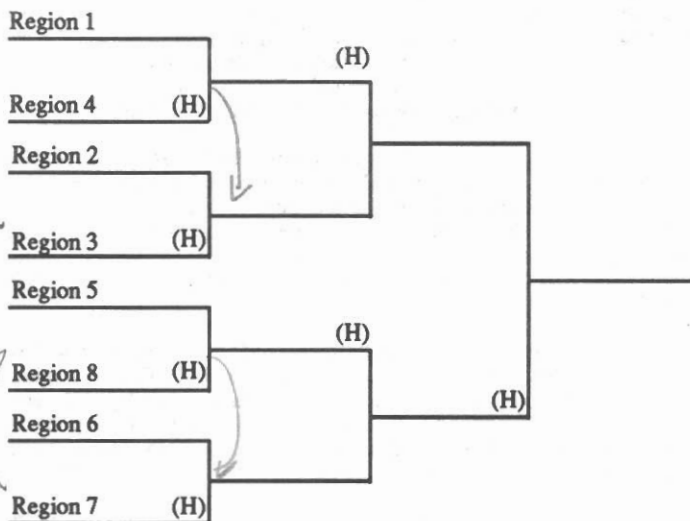 Region 1
(H)
Region 4 (H)
Region 2
Region 3 (H)
Region 5
(H)
Region 8 (H)
(H)
Region 6
Region 7 (H)